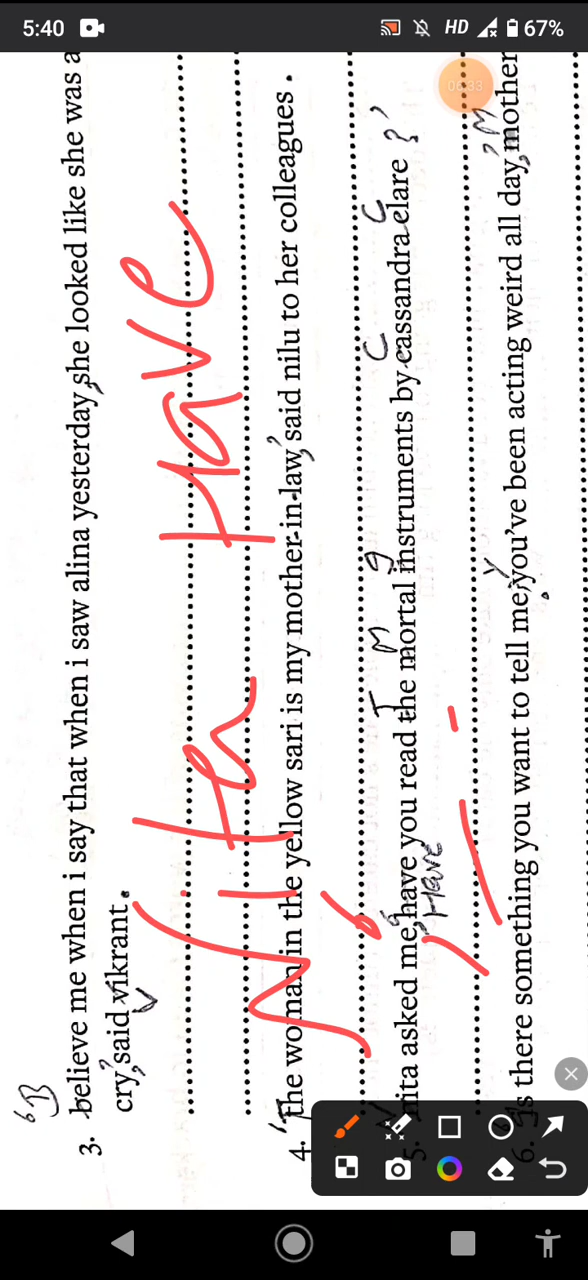 5:40 HD 67%
06:33
3. believe me when i say that when i saw alina yesterday, she looked like she was a
cry,' said vikrant.
'B
V
Nita Have
4. the woman in the yellow sari is my mother-in-law,' said nilu to her colleagues.
'T
5. nita asked me, 'have you read the mortal instruments by cassandra clare?'
Have T M I C C
6. is there something you want to tell me, you've been acting weird all day, mother
Y M